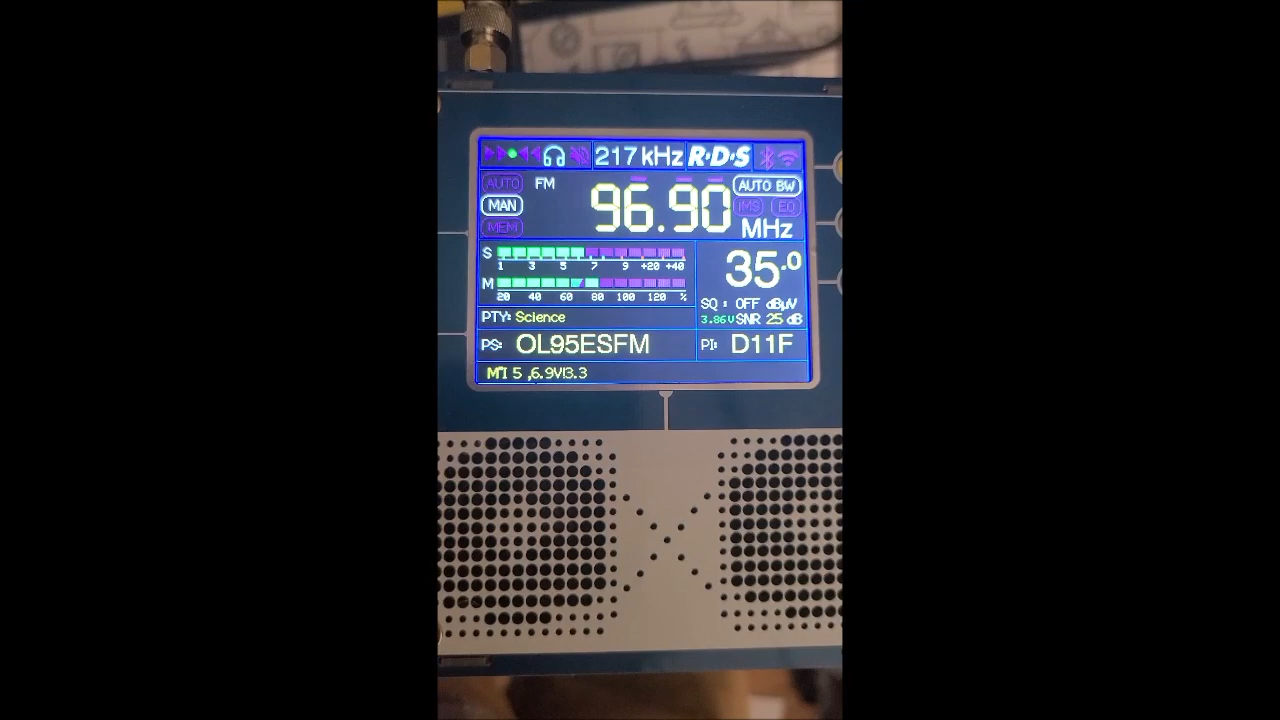 217 kHz R·D·S
AUTO FM 96.90 AUTO BW
MAN IMS EQ
MEM MHz
S 1 3 5 7 9 +20 +40 35.0
M 20 40 60 80 100 120 % SQ: OFF dBµV
PTY: Science 3.86V SNR 25 dB
PS: OL95ESFM PI: D11F
5 ,6.9V!3.3